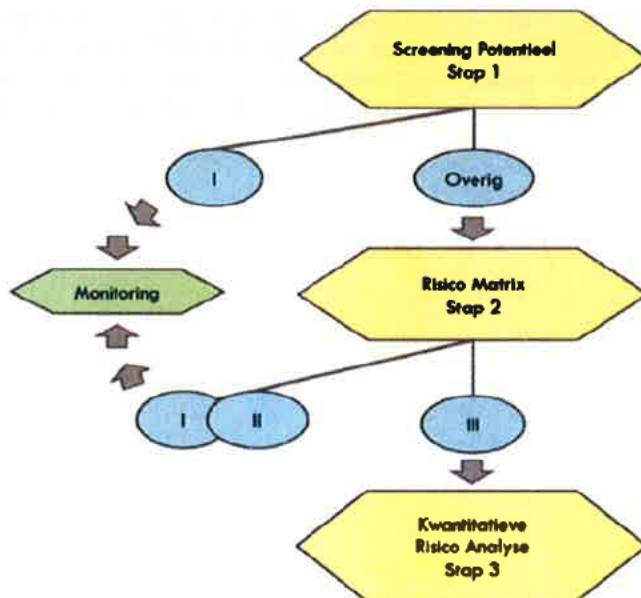 Screening Potentieel
Stap 1
I
Overig
Monitoring
Risico Matrix
Stap 2
I
II
III
Kwantitatieve
Risico Analyse
Stap 3